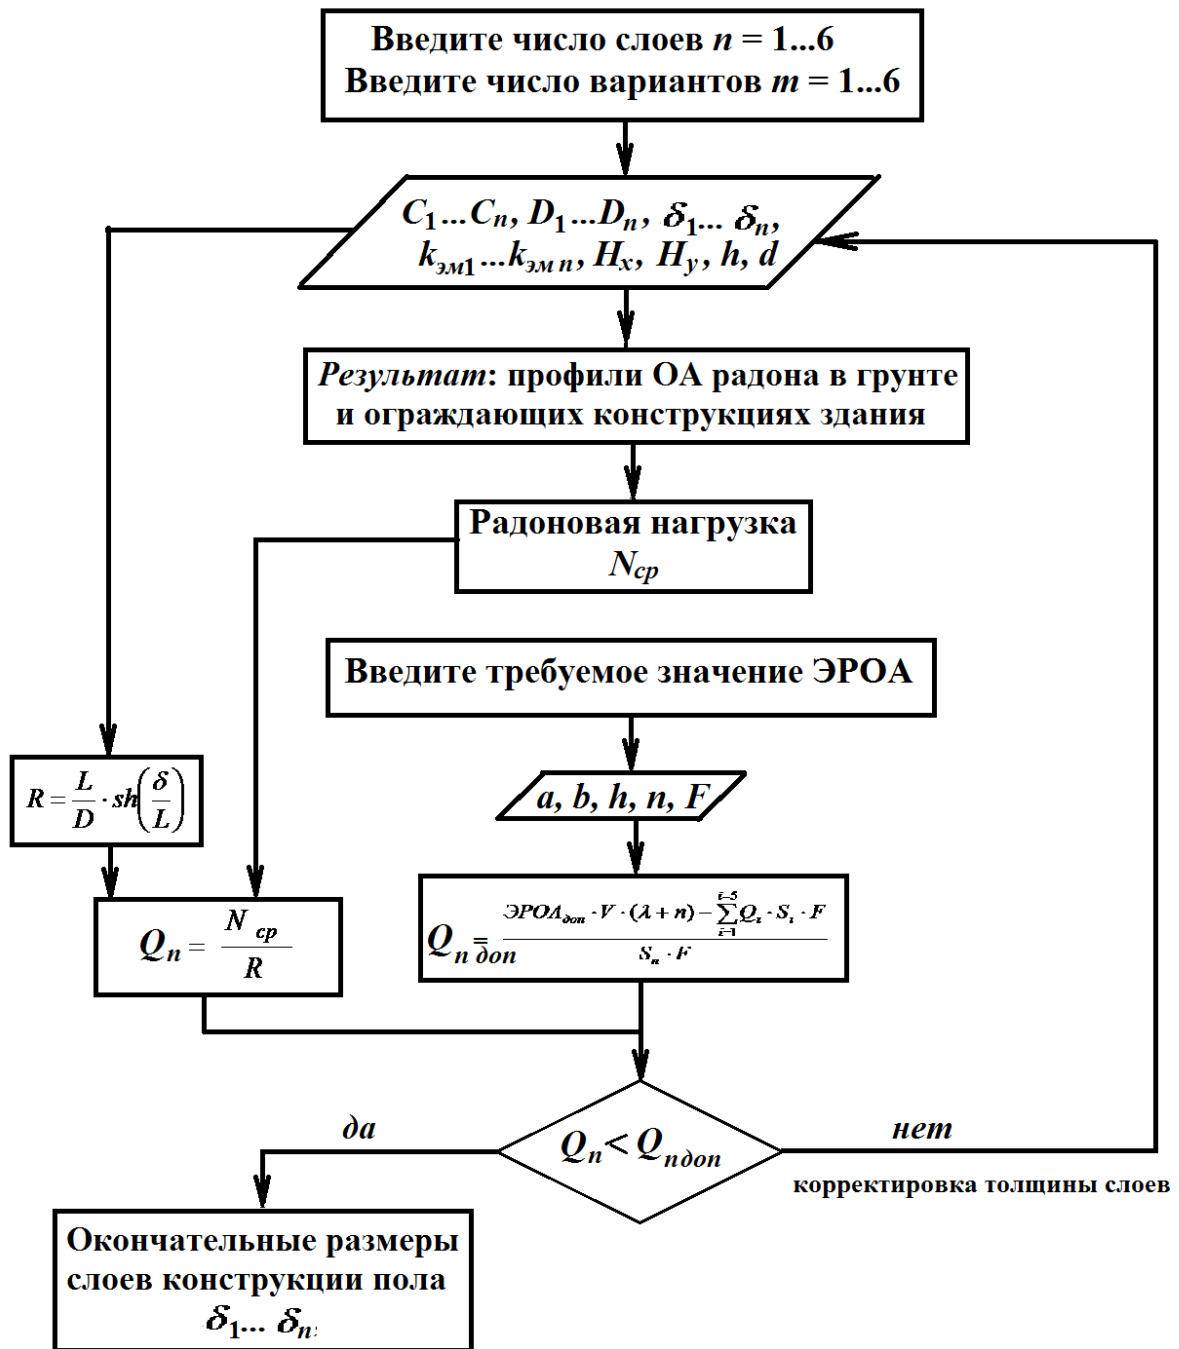 Введите число слоев n = 1...6
Введите число вариантов m = 1...6
C₁...Cₙ, D₁...Dₙ, δ₁... δₙ,
kэм1...kэм n, Hₓ, Hᵧ, h, d
Результат: профили ОА радона в грунте
и ограждающих конструкциях здания
Радоновая нагрузка
Nср
Введите требуемое значение ЭРОА
R = L/D · sh(δ/L)
a, b, h, n, F
Qn = Nср / R
Qn доп = (ЭРОАдоп · V · (λ + n) − ∑ i=1 i=5 Qi · Si · F) / (Sn · F)
да
Qn < Qn доп
нет
корректировка толщины слоев
Окончательные размеры
слоев конструкции пола
δ₁... δₙ,